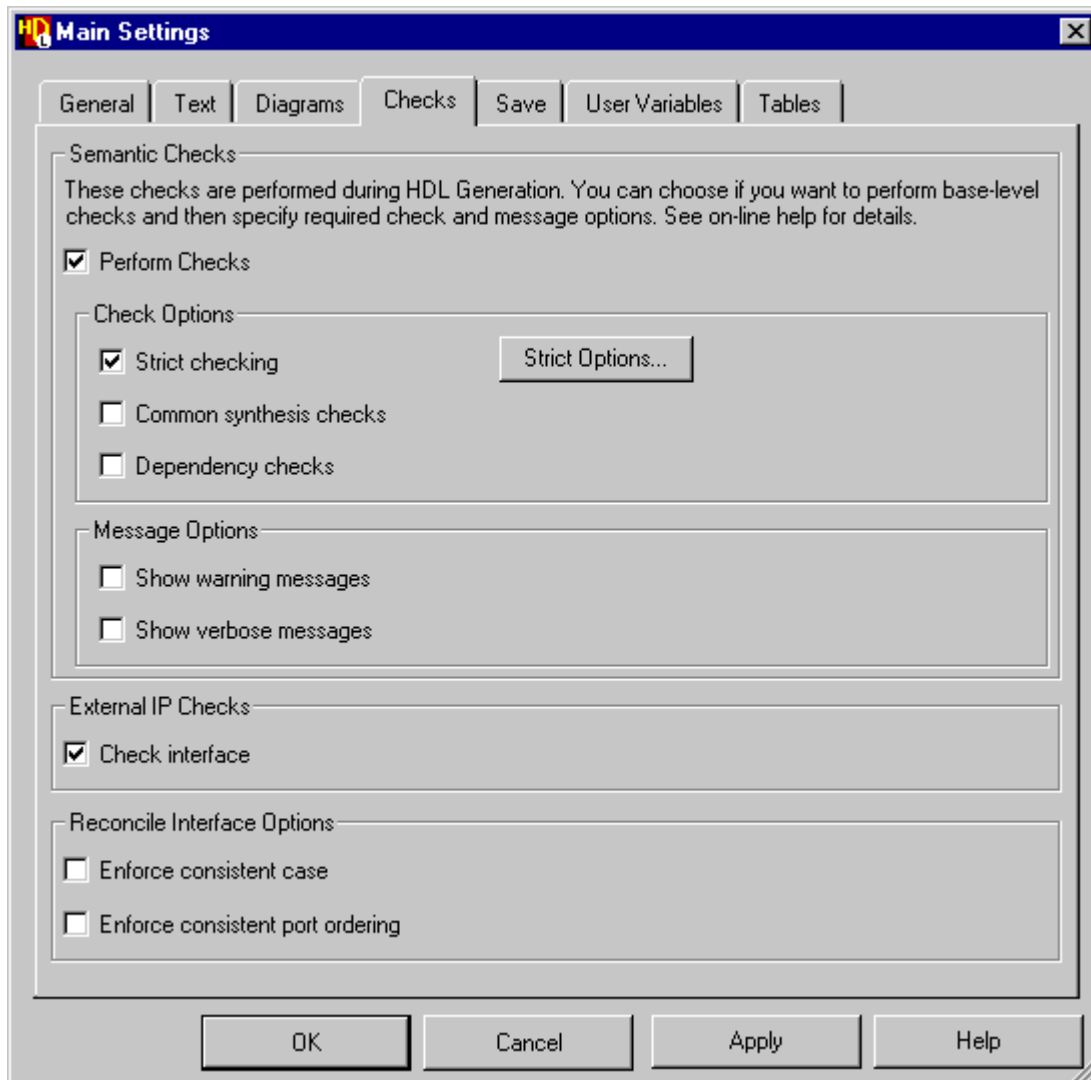 HDL Main Settings
General Text Diagrams Checks Save User Variables Tables
Semantic Checks
These checks are performed during HDL Generation. You can choose if you want to perform base-level
checks and then specify required check and message options. See on-line help for details.
Perform Checks
Check Options
Strict checking Strict Options...
Common synthesis checks
Dependency checks
Message Options
Show warning messages
Show verbose messages
External IP Checks
Check interface
Reconcile Interface Options
Enforce consistent case
Enforce consistent port ordering
OK Cancel Apply Help